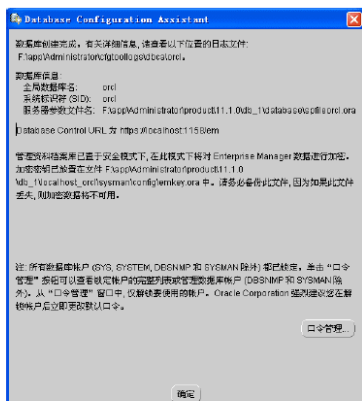 Database Configuration Assistant
数据库创建完成。有关详细信息, 请查看以下位置的日志文件:
F:\app\Administrator\cfgtoollogs\dbca\orcl。
数据库信息:
全局数据库名: orcl
系统标识符 (SID): orcl
服务器参数文件名: F:\app\Administrator\product\11.1.0\db_1\database\spfileorcl.ora
Database Control URL 为 https://localhost:1158/em
管理资料档案库已置于安全模式下, 在此模式下将对 Enterprise Manager 数据进行加密。
加密密钥已放置在文件 F:\app\Administrator\product\11.1.0
\db_1\localhost_orcl\sysman\config\emkey.ora 中。请务必备份此文件, 因为如果此文件
丢失, 则加密数据将不可用。
注: 所有数据库帐户 (SYS, SYSTEM, DBSNMP 和 SYSMAN 除外) 都已锁定。单击 “口令
管理” 按钮可以查看锁定帐户的完整列表或管理数据库帐户 (DBSNMP 和 SYSMAN 除
外)。从 “口令管理” 窗口中, 仅解锁要使用的帐户。Oracle Corporation 强烈建议您在解
锁帐户后立即更改默认口令。
口令管理...
确定